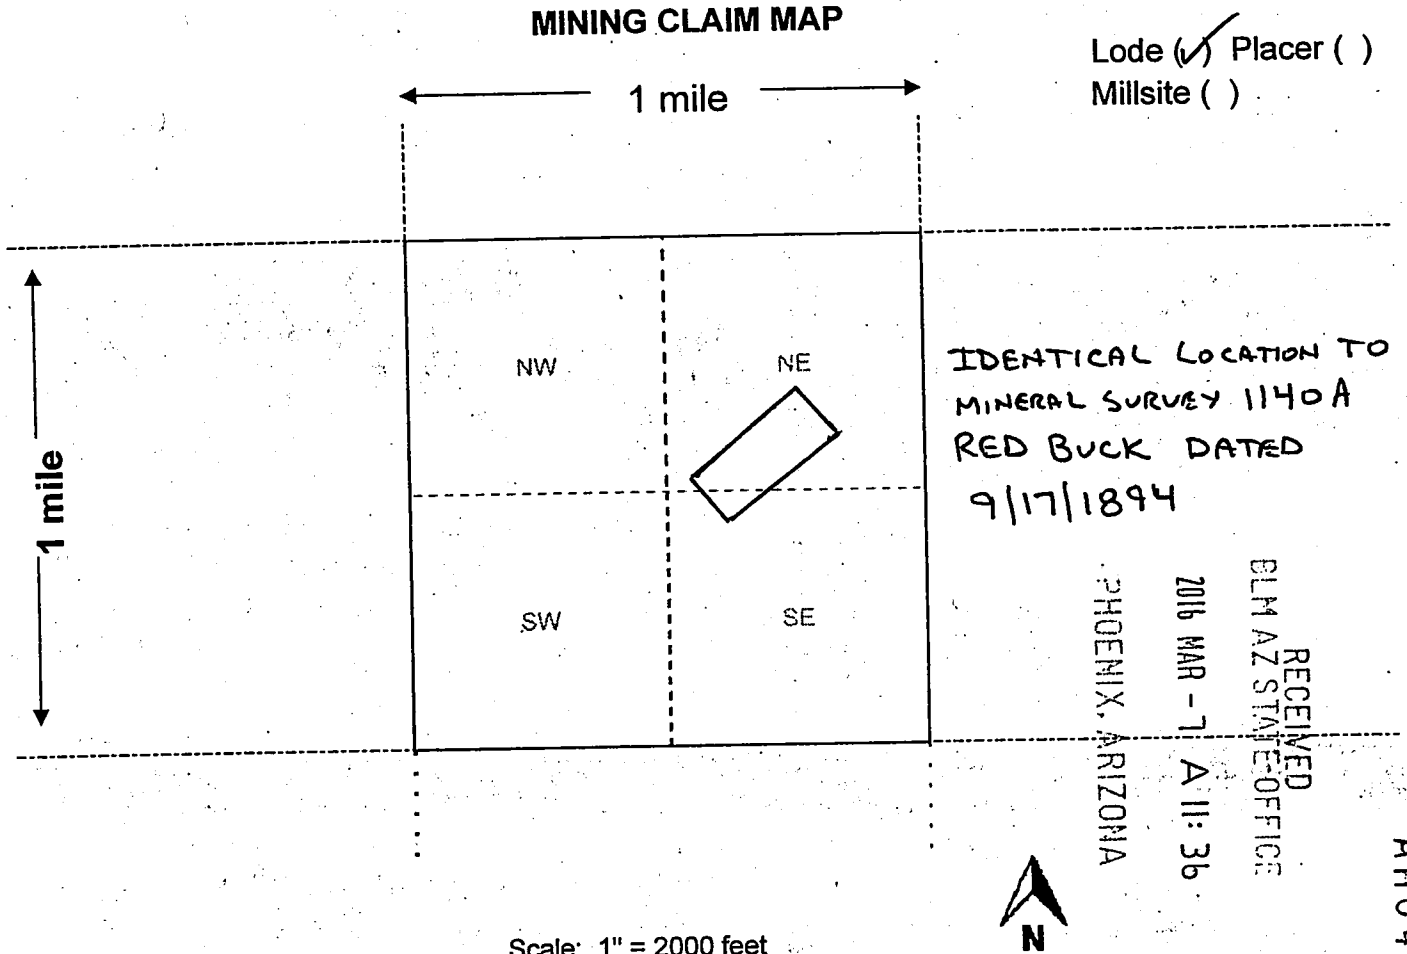 MINING CLAIM MAP
Lode (✓) Placer ( )
Millsite ( )
1 mile
1 mile
NW
NE
SW
SE
IDENTICAL LOCATION TO
MINERAL SURVEY 1140A
RED BUCK DATED
9/17/1894
RECEIVED
BLM AZ STATE OFFICE
2016 MAR -7 A 11: 36
PHOENIX, ARIZONA
N
Scale: 1" = 2000 feet